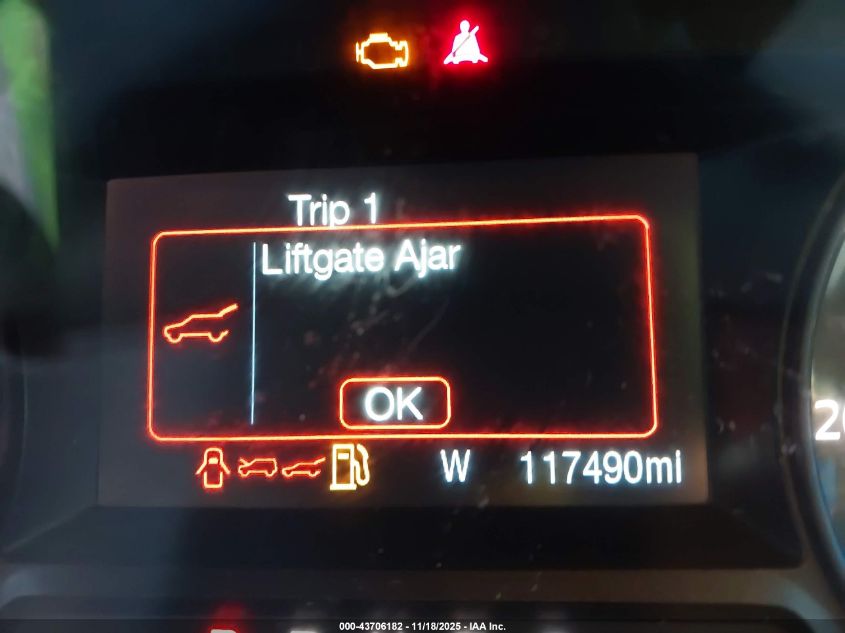 Trip 1
Liftgate Ajar
OK
W 117490mi
000-43706182 - 11/18/2025 - IAA Inc.